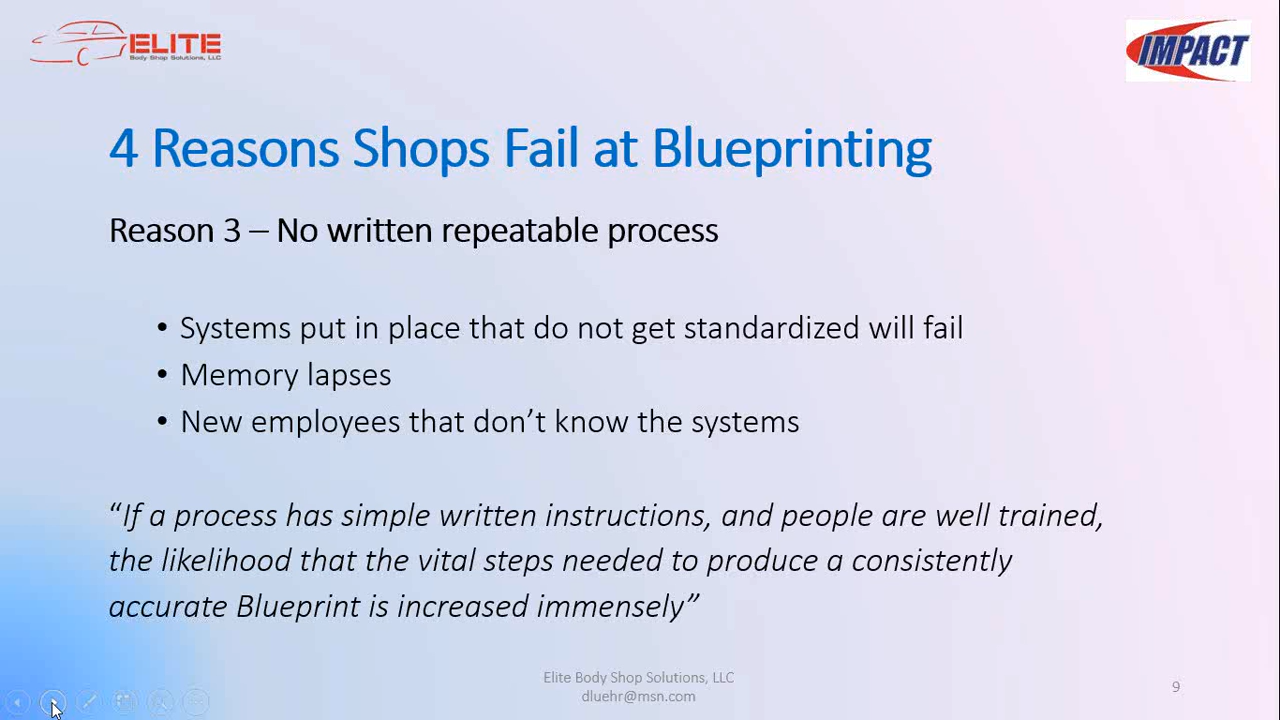 ELITE
Body Shop Solutions, LLC
IMPACT
4 Reasons Shops Fail at Blueprinting
Reason 3 – No written repeatable process
• Systems put in place that do not get standardized will fail
• Memory lapses
• New employees that don’t know the systems
“If a process has simple written instructions, and people are well trained,
the likelihood that the vital steps needed to produce a consistently
accurate Blueprint is increased immensely”
Elite Body Shop Solutions, LLC
dluehr@msn.com
9